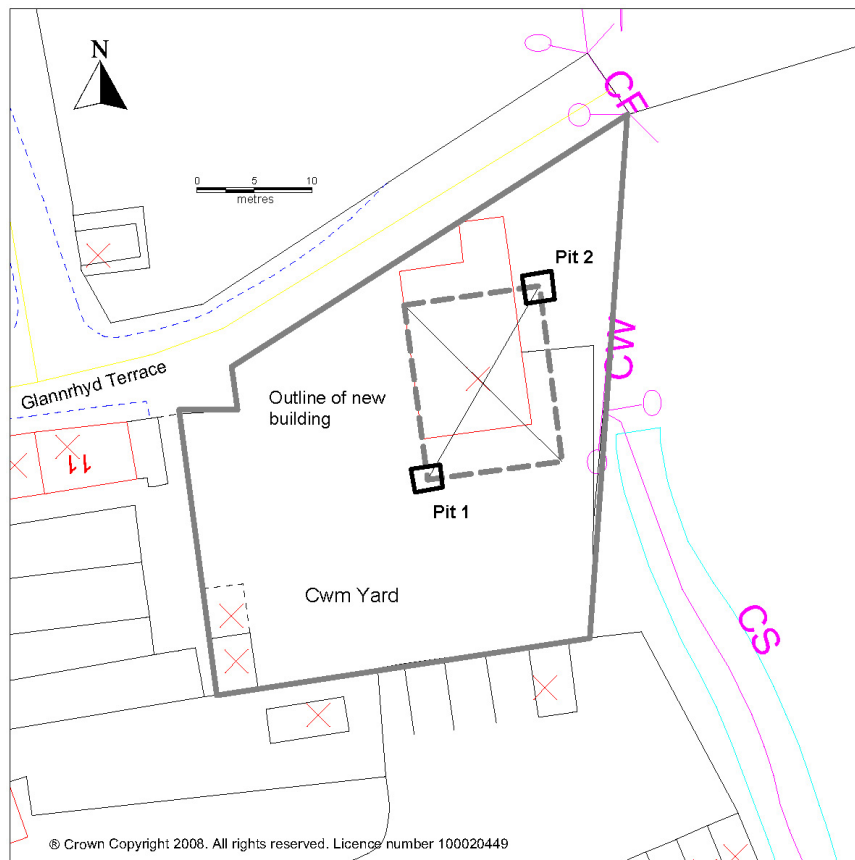 N
CF
0 5 10
metres
Pit 2
CW
Glannrhyd Terrace
Outline of new
building
11
Pit 1
Cwm Yard
CS
® Crown Copyright 2008. All rights reserved. Licence number 100020449